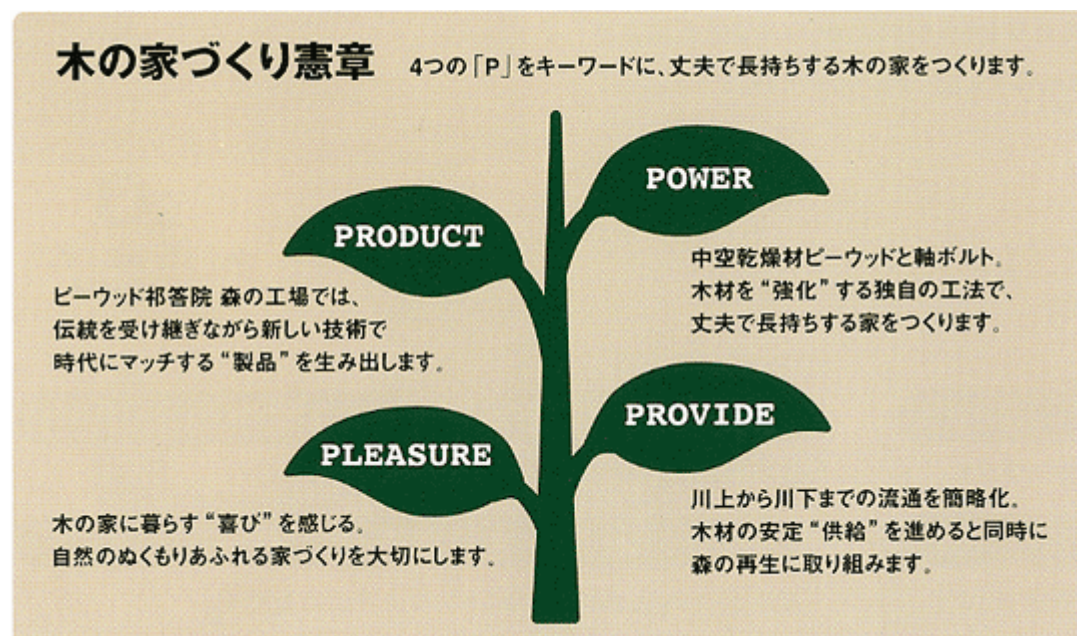 木の家づくり憲章
4つの「P」をキーワードに、丈夫で長持ちする木の家をつくります。
POWER
中空乾燥材ピーウッドと軸ボルト。
木材を“強化”する独自の工法で、
丈夫で長持ちする家をつくります。
PRODUCT
ピーウッド祁答院 森の工場では、
伝統を受け継ぎながら新しい技術で
時代にマッチする“製品”を生み出します。
PROVIDE
川上から川下までの流通を簡略化。
木材の安定“供給”を進めると同時に
森の再生に取り組みます。
PLEASURE
木の家に暮らす“喜び”を感じる。
自然のぬくもりあふれる家づくりを大切にします。